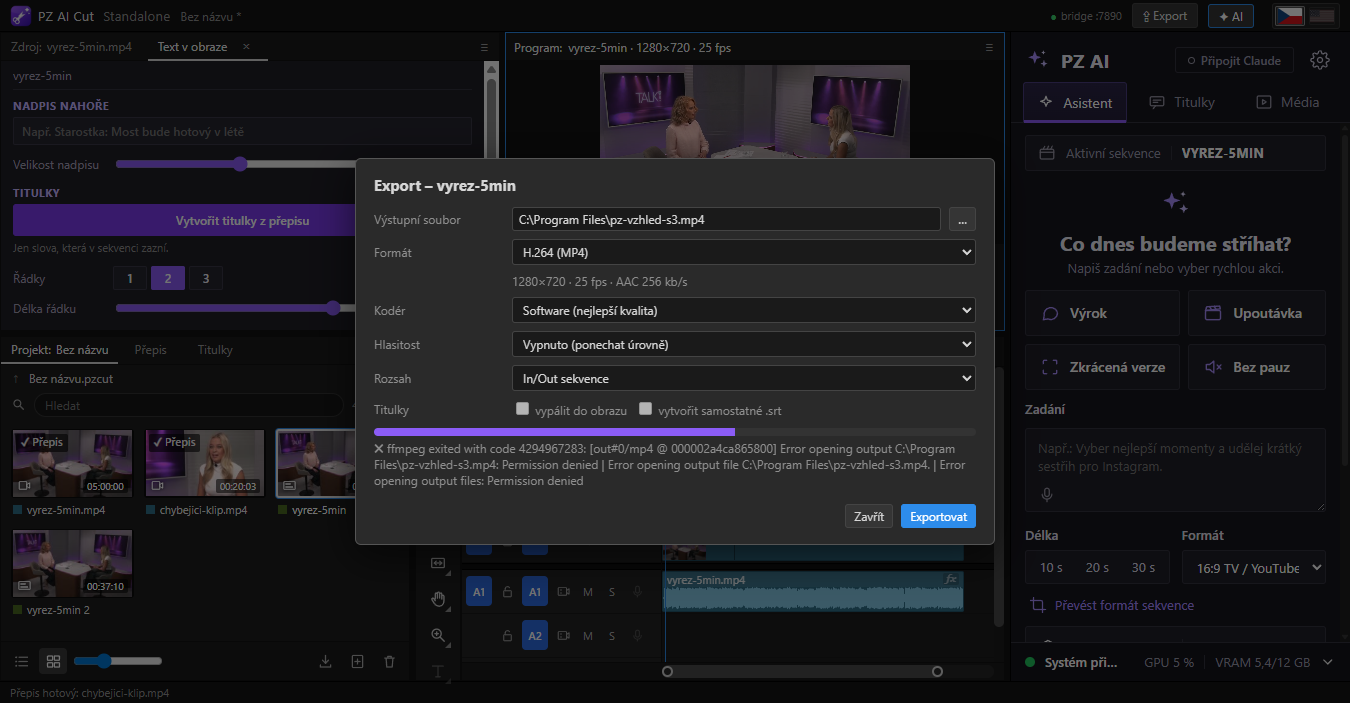 PZ AI Cut Standalone Bez názvu *
bridge :7890
Export
AI
Zdroj: vyrez-5min.mp4
Text v obraze
vyrez-5min
NADPIS NAHOŘE
Např. Starostka: Most bude hotový v létě
Velikost nadpisu
TITULKY
Vytvořit titulky z přepisu
Jen slova, která v sekvenci zazní.
Řádky 1 2 3
Délka řádku
Program: vyrez-5min · 1280×720 · 25 fps
TALK!
Export – vyrez-5min
Výstupní soubor C:\Program Files\pz-vzhled-s3.mp4 ...
Formát H.264 (MP4)
1280×720 · 25 fps · AAC 256 kb/s
Kodér Software (nejlepší kvalita)
Hlasitost Vypnuto (ponechat úrovně)
Rozsah In/Out sekvence
Titulky vypálit do obrazu vytvořit samostatné .srt
✕ ffmpeg exited with code 4294967283: [out#0/mp4 @ 000002a4ca865800] Error opening output C:\Program
Files\pz-vzhled-s3.mp4: Permission denied | Error opening output file C:\Program Files\pz-vzhled-s3.mp4. | Error
opening output files: Permission denied
Zavřít
Exportovat
Projekt: Bez názvu
Přepis
Titulky
Bez názvu.pzcut
Hledat
✓ Přepis
05:00:00
vyrez-5min.mp4
✓ Přepis
00:20:03
chybejici-klip.mp4
vyrez-5min
00:37:10
vyrez-5min 2
A1 A1 M S
vyrez-5min.mp4 fx
A2 M S
Přepis hotový: chybejici-klip.mp4
PZ AI
Připojit Claude
Asistent
Titulky
Média
Aktivní sekvence VYREZ-5MIN
Co dnes budeme stříhat?
Napiš zadání nebo vyber rychlou akci.
Výrok
Upoutávka
Zkrácená verze
Bez pauz
Zadání
Např.: Vyber nejlepší momenty a udělej krátký
sestřih pro Instagram.
Délka
Formát
10 s 20 s 30 s
16:9 TV / YouTube
Převést formát sekvence
Systém při...
GPU 5 %
VRAM 5,4/12 GB